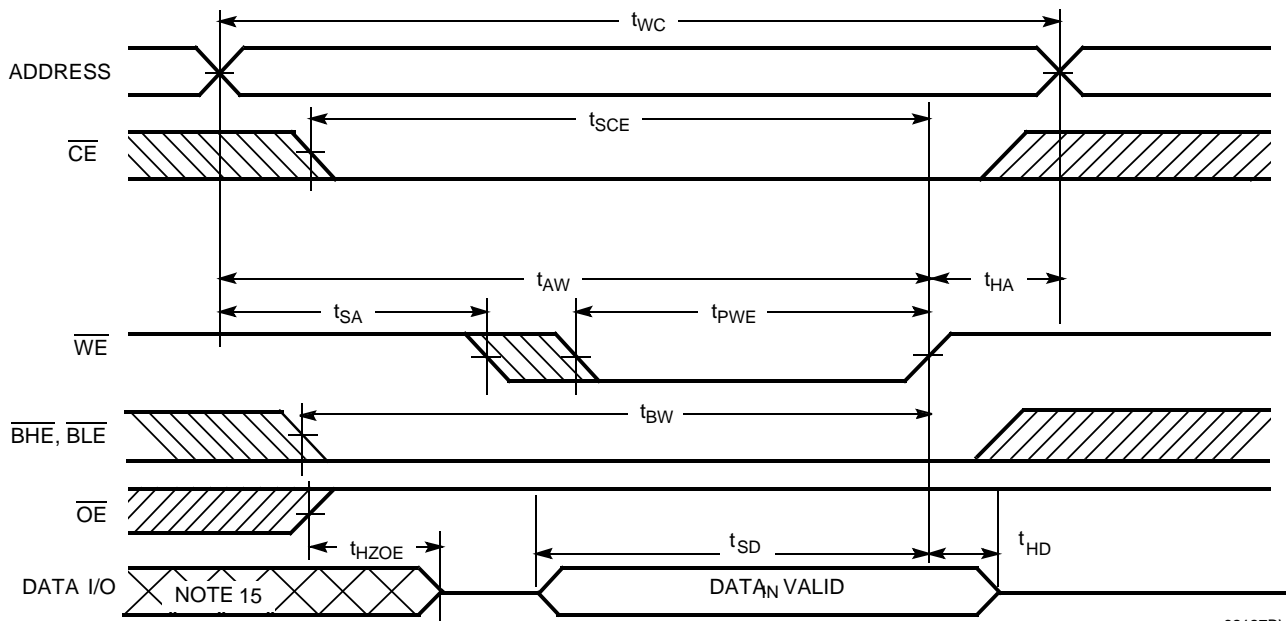 tWC
ADDRESS
tSCE
CE
tAW
tHA
tSA
tPWE
WE
tBW
BHE, BLE
OE
tHZOE
tSD
tHD
DATA I/O
NOTE 15
DATAIN VALID